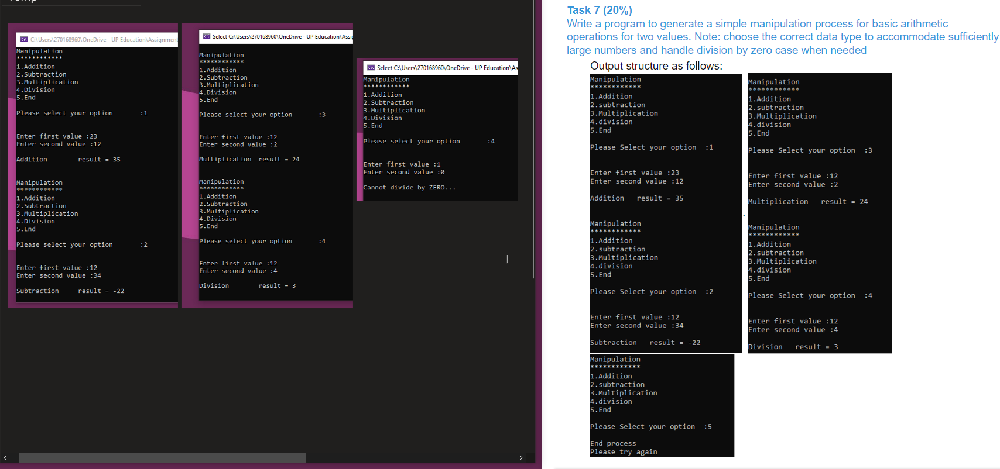 C:\Users\270168960\OneDrive - UP Education\Assignment
Manipulation
************
1.Addition
2.Subtraction
3.Multiplication
4.Division
5.End
Please select your option :1
Enter first value :23
Enter second value :12
Addition result = 35
Manipulation
************
1.Addition
2.Subtraction
3.Multiplication
4.Division
5.End
Please select your option :2
Enter first value :12
Enter second value :34
Subtraction result = -22
Select C:\Users\270168960\OneDrive - UP Education\Assig
Manipulation
************
1.Addition
2.Subtraction
3.Multiplication
4.Division
5.End
Please select your option :3
Enter first value :12
Enter second value :2
Multiplication result = 24
Manipulation
************
1.Addition
2.Subtraction
3.Multiplication
4.Division
5.End
Please select your option :4
Enter first value :12
Enter second value :4
Division result = 3
Select C:\Users\270168960\OneDrive - UP Education\As
Manipulation
************
1.Addition
2.Subtraction
3.Multiplication
4.Division
5.End
Please select your option :4
Enter first value :1
Enter second value :0
Cannot divide by ZERO...
Task 7 (20%)
Write a program to generate a simple manipulation process for basic arithmetic
operations for two values. Note: choose the correct data type to accommodate sufficiently
large numbers and handle division by zero case when needed
Output structure as follows:
Manipulation
************
1.Addition
2.subtraction
3.Multiplication
4.division
5.End
Please Select your option :1
Enter first value :23
Enter second value :12
Addition result = 35
Manipulation
************
1.Addition
2.subtraction
3.Multiplication
4.division
5.End
Please Select your option :2
Enter first value :12
Enter second value :34
Subtraction result = -22
.
Manipulation
************
1.Addition
2.subtraction
3.Multiplication
4.division
5.End
Please Select your option :3
Enter first value :12
Enter second value :2
Multiplication result = 24
Manipulation
************
1.Addition
2.subtraction
3.Multiplication
4.division
5.End
Please Select your option :4
Enter first value :12
Enter second value :4
Division result = 3
Manipulation
************
1.Addition
2.subtraction
3.Multiplication
4.division
5.End
Please Select your option :5
End process
Please try again